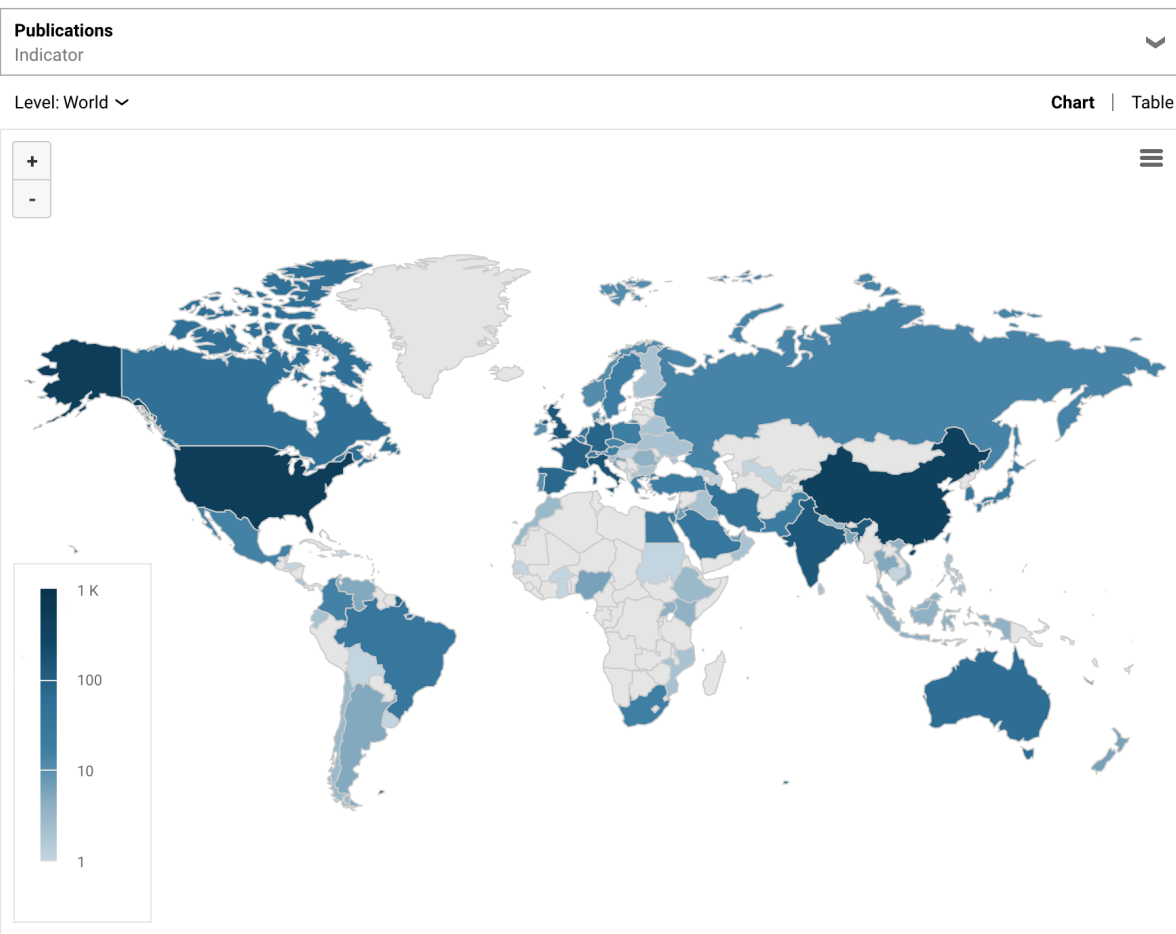 Publications
Indicator
Level: World
Chart | Table
+
-
1 K
100
10
1